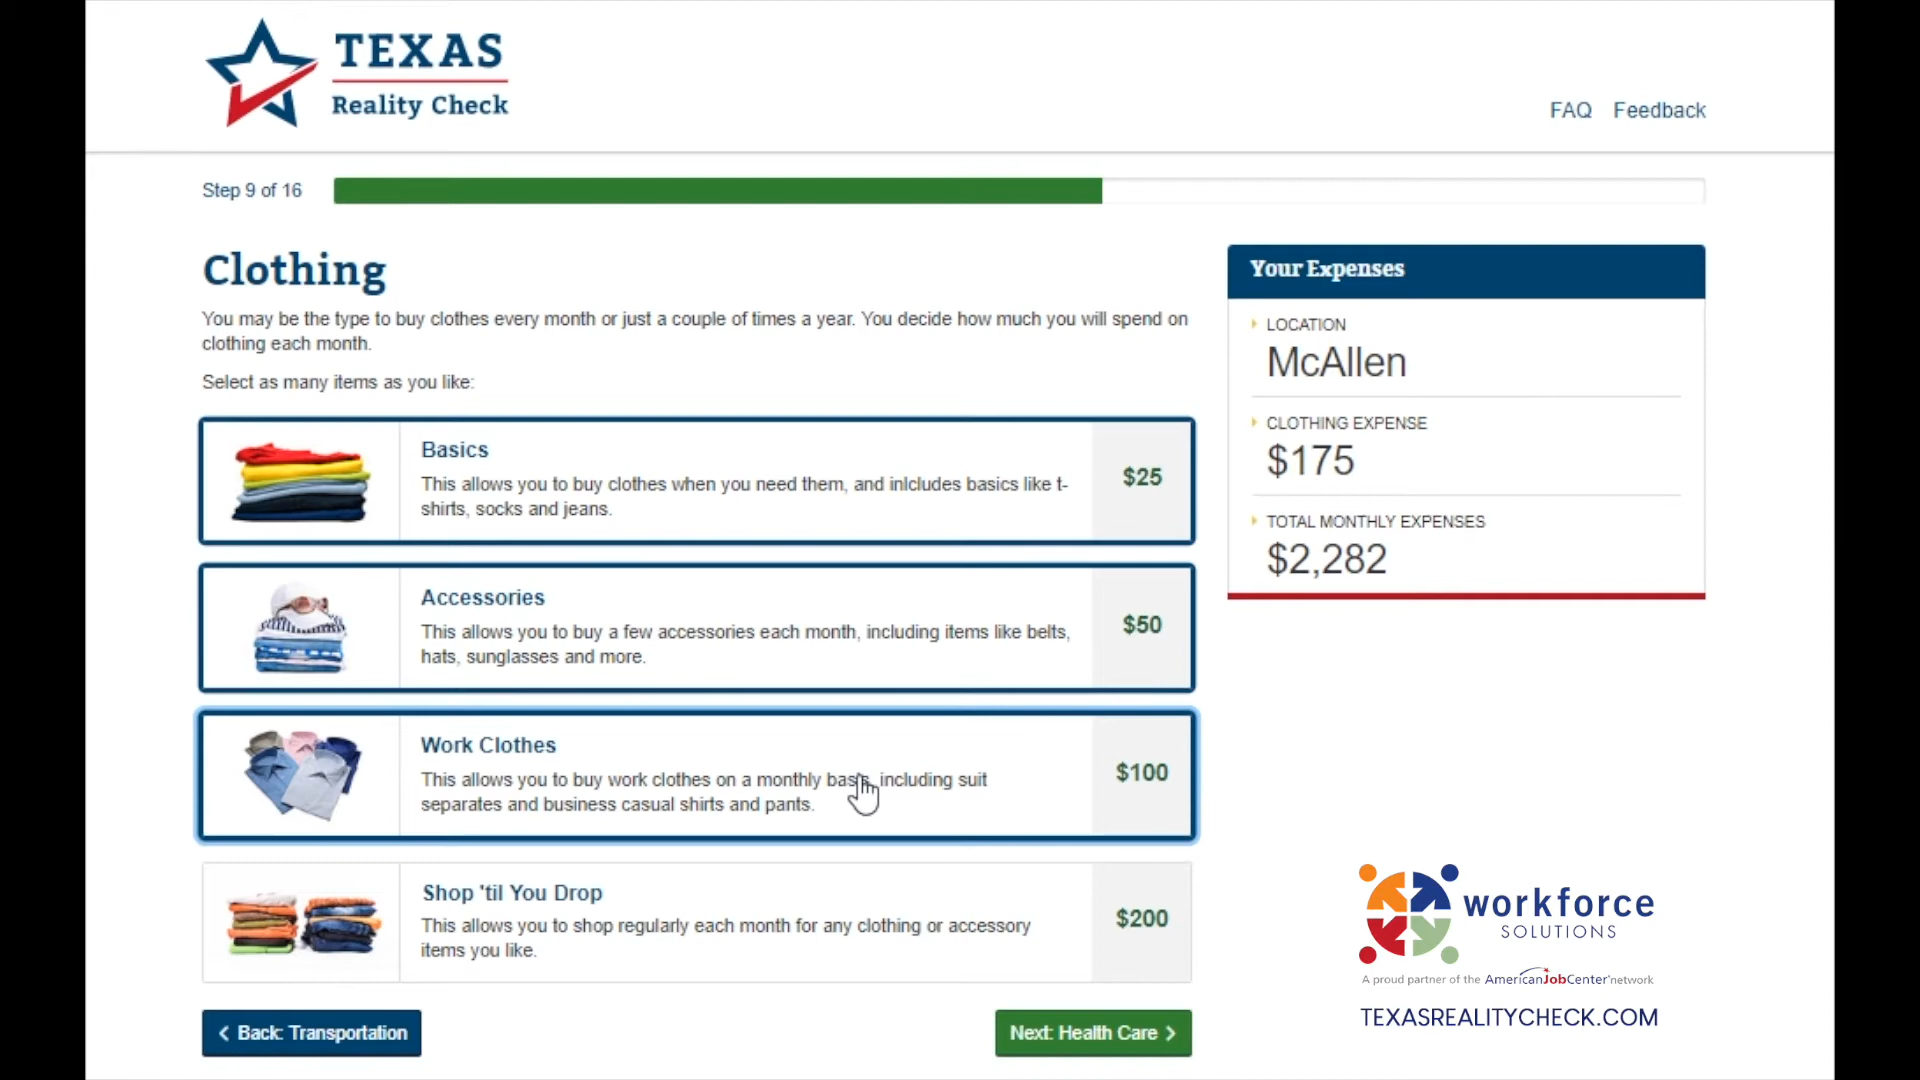 TEXAS
Reality Check
FAQ Feedback
Step 9 of 16
Clothing
You may be the type to buy clothes every month or just a couple of times a year. You decide how much you will spend on
clothing each month.
Select as many items as you like:
Basics
This allows you to buy clothes when you need them, and inlcludes basics like t-
shirts, socks and jeans.
$25
Accessories
This allows you to buy a few accessories each month, including items like belts,
hats, sunglasses and more.
$50
Work Clothes
This allows you to buy work clothes on a monthly basis, including suit
separates and business casual shirts and pants.
$100
Shop 'til You Drop
This allows you to shop regularly each month for any clothing or accessory
items you like.
$200
Back: Transportation
Next: Health Care
Your Expenses
LOCATION
McAllen
CLOTHING EXPENSE
$175
TOTAL MONTHLY EXPENSES
$2,282
workforce
SOLUTIONS
A proud partner of the AmericanJobCenter network
TEXASREALITYCHECK.COM